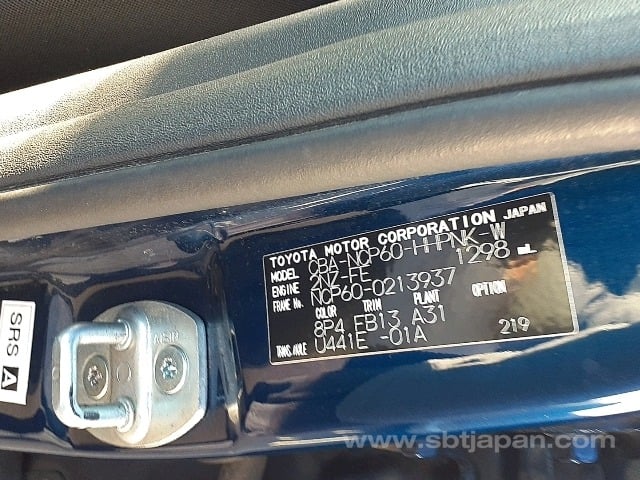 TOYOTA MOTOR CORPORATION JAPAN
MODEL CBA-NCP60-HHPNK-W
ENGINE 2NZ-FE 1298 mL
FRAME No. NCP60-0213937
COLOR TRIM PLANT OPTION
8P4 FB13 A31
TRANS AXLE U441E -01A 219
SRS A
www.sbtjapan.com